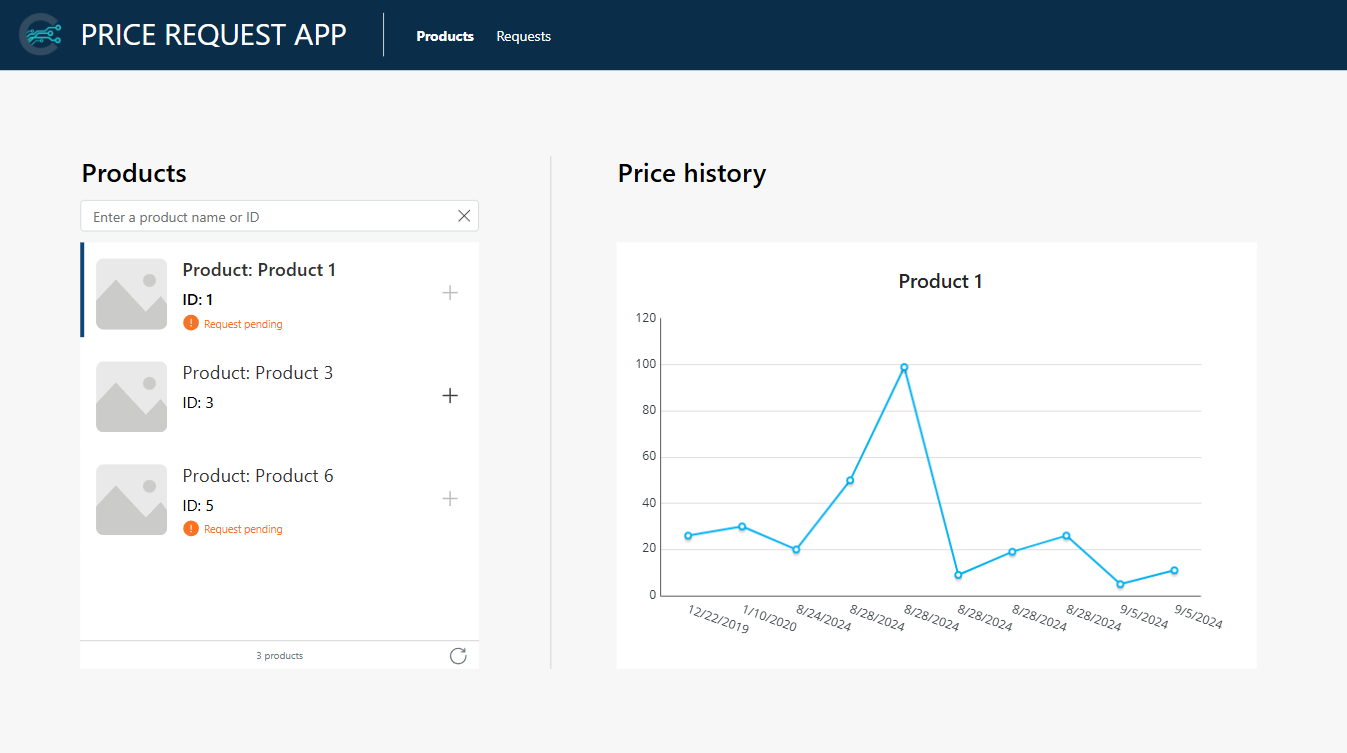 PRICE REQUEST APP
Products
Requests
Products
Enter a product name or ID
Product: Product 1
ID: 1
Request pending
Product: Product 3
ID: 3
Product: Product 6
ID: 5
Request pending
3 products
Price history
Product 1
120
100
80
60
40
20
0
12/22/2019
1/10/2020
8/24/2024
8/28/2024
8/28/2024
8/28/2024
8/28/2024
8/28/2024
9/5/2024
9/5/2024